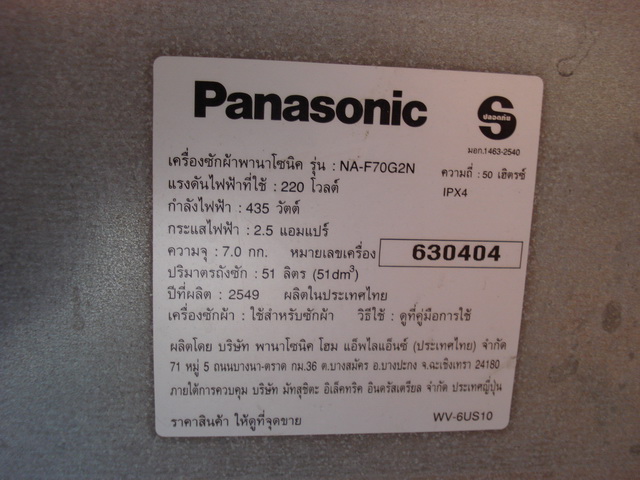 Panasonic
S
ปลอดภัย
มอก.1463-2540
เครื่องซักผ้าพานาโซนิค รุ่น : NA-F70G2N
ความถี่ : 50 เฮิตรซ์
แรงดันไฟฟ้าที่ใช้ : 220 โวลต์
IPX4
กำลังไฟฟ้า : 435 วัตต์
กระแสไฟฟ้า : 2.5 แอมแปร์
ความจุ : 7.0 กก. หมายเลขเครื่อง 630404
ปริมาตรถังซัก : 51 ลิตร (51dm³)
ปีที่ผลิต : 2549 ผลิตในประเทศไทย
เครื่องซักผ้า : ใช้สำหรับซักผ้า วิธีใช้ : ดูที่คู่มือการใช้
ผลิตโดย บริษัท พานาโซนิค โฮม แอ็พไลแอ็นซ์ (ประเทศไทย) จำกัด
71 หมู่ 5 ถนนบางนา-ตราด กม.36 ต.บางสมัคร อ.บางปะกง จ.ฉะเชิงเทรา 24180
ภายใต้การควบคุม บริษัท มัทสุชิตะ อิเล็คทริค อินดรัสเตรียล จำกัด ประเทศญี่ปุ่น
ราคาสินค้า ให้ดูที่จุดขาย
WV-6US10